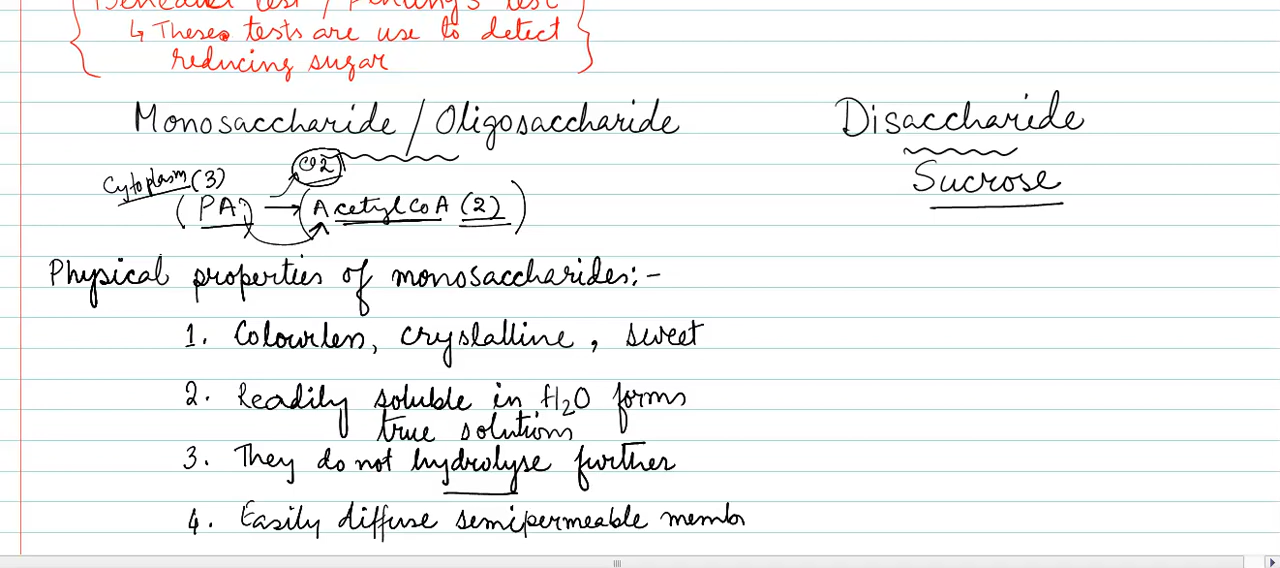 Benedict test / Fehling's test
↳ These tests are use to detect
reducing sugar
Monosaccharide / Oligosaccharide
Disaccharide
Sucrose
CO2
Cytoplasm (3)
(PA → (Acetyl CoA (2))
Physical properties of monosaccharides:-
1. Colourless, crystalline, sweet
2. Readily soluble in H2O forms
true solutions
3. They do not hydrolyse further
4. Easily diffuse semipermeable membr